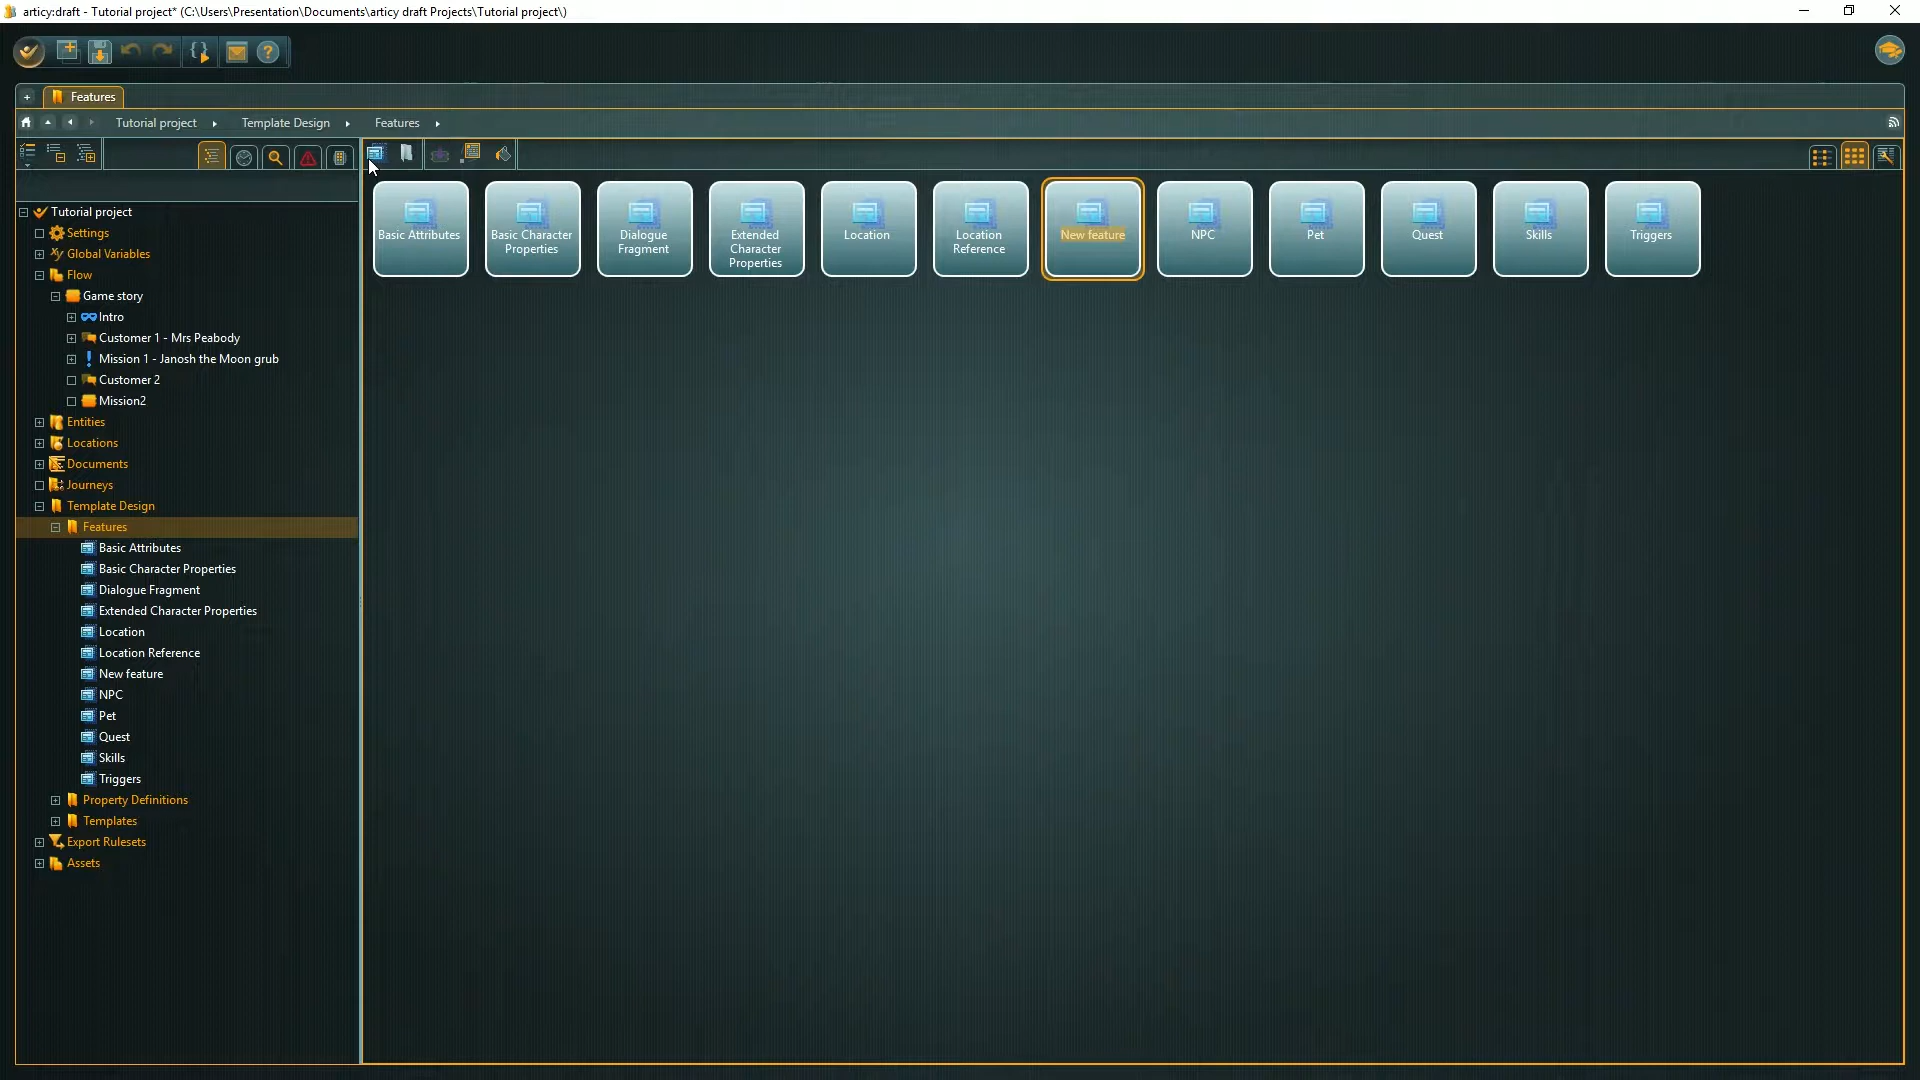 articy:draft - Tutorial project* (C:\Users\Presentation\Documents\articy draft Projects\Tutorial project\)
Features
Tutorial project
Template Design
Features
Tutorial project
Settings
Global Variables
Flow
Game story
Intro
Customer 1 - Mrs Peabody
Mission 1 - Janosh the Moon grub
Customer 2
Mission2
Entities
Locations
Documents
Journeys
Template Design
Features
Basic Attributes
Basic Character Properties
Dialogue Fragment
Extended Character Properties
Location
Location Reference
New feature
NPC
Pet
Quest
Skills
Triggers
Property Definitions
Templates
Export Rulesets
Assets
Basic Attributes
Basic Character
Properties
Dialogue
Fragment
Extended
Character
Properties
Location
Location
Reference
New feature
NPC
Pet
Quest
Skills
Triggers